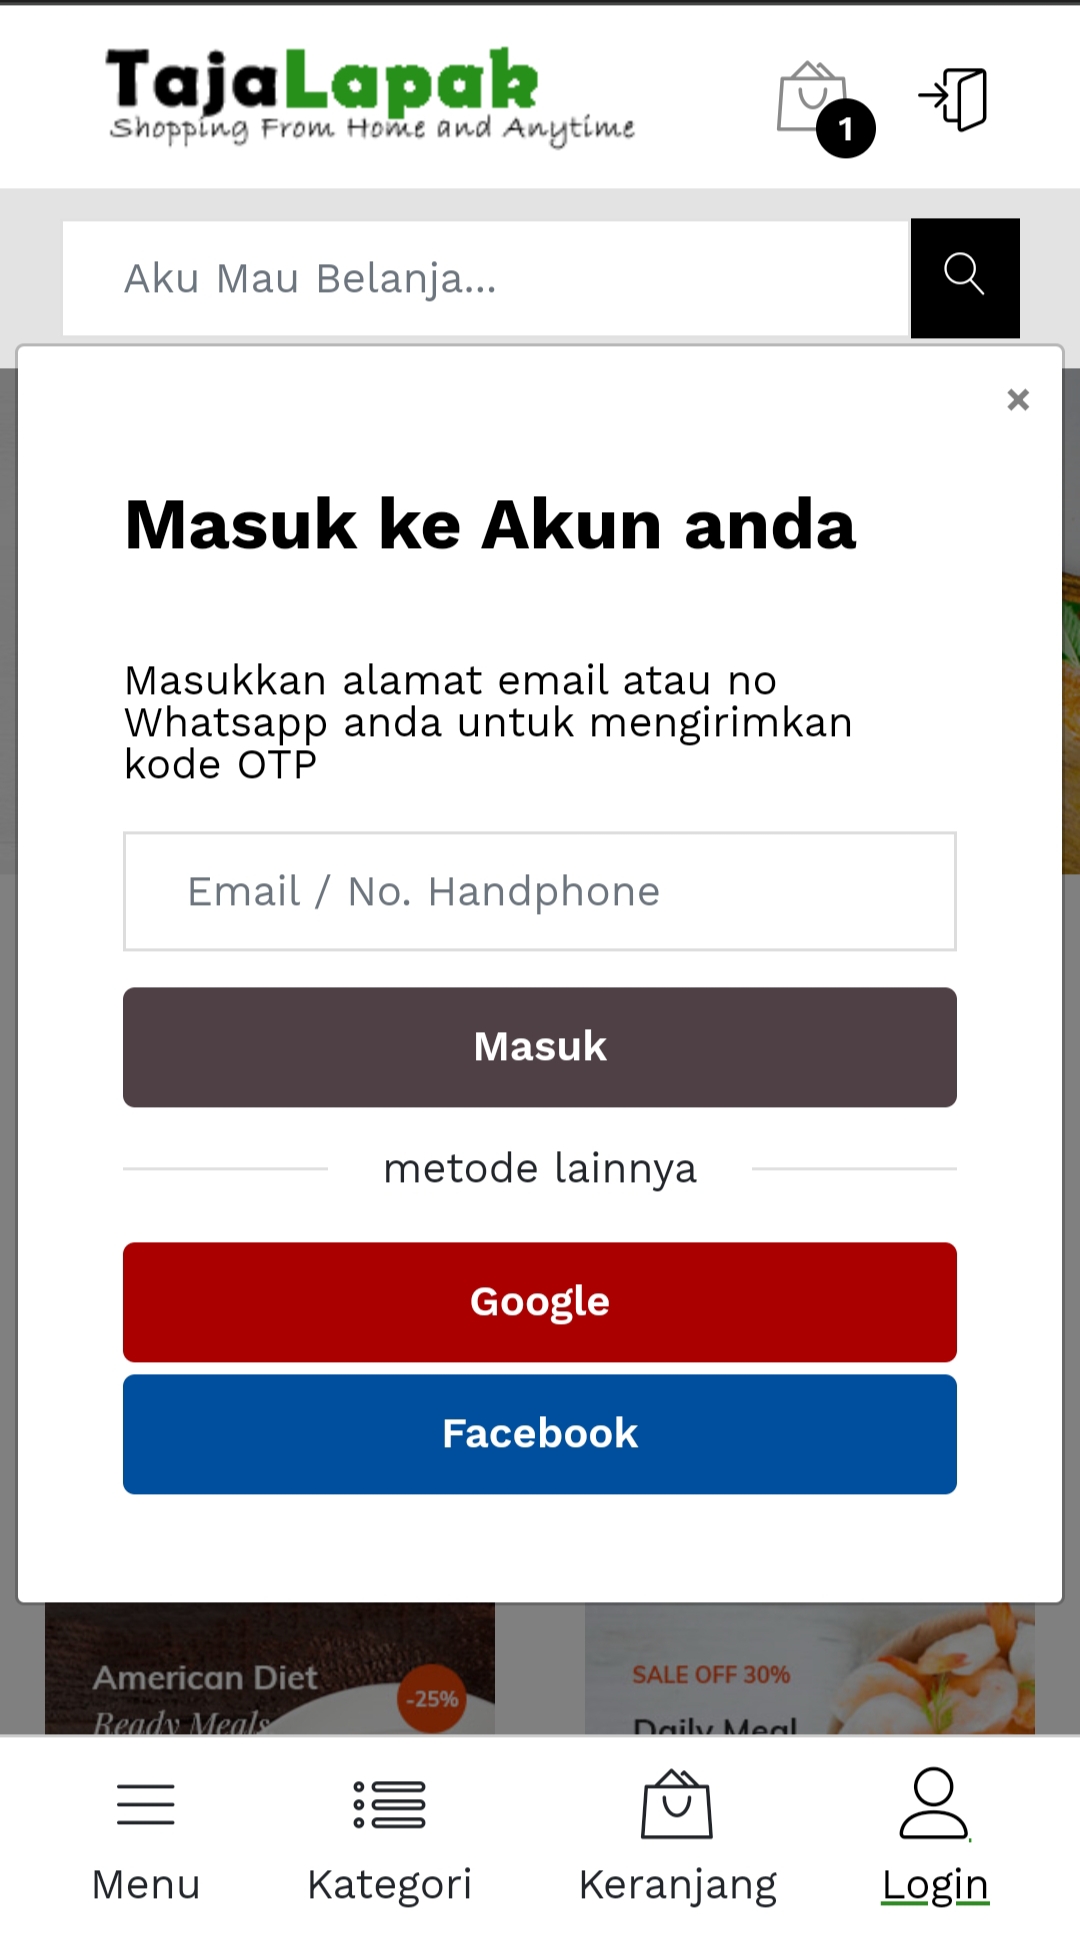 TajaLapak
Shopping From Home and Anytime
1
Aku Mau Belanja...
×
Masuk ke Akun anda
Masukkan alamat email atau no
Whatsapp anda untuk mengirimkan
kode OTP
Email / No. Handphone
Masuk
metode lainnya
Google
Facebook
American Diet
-25%
Ready Meals
SALE OFF 30%
Daily Meal
Menu
Kategori
Keranjang
Login